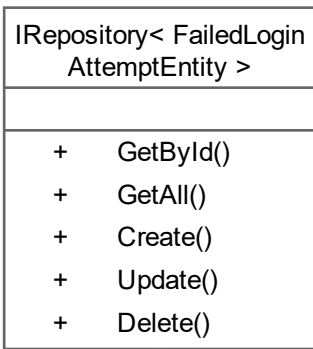 IRepository< FailedLogin
AttemptEntity >
+ GetById()
+ GetAll()
+ Create()
+ Update()
+ Delete()